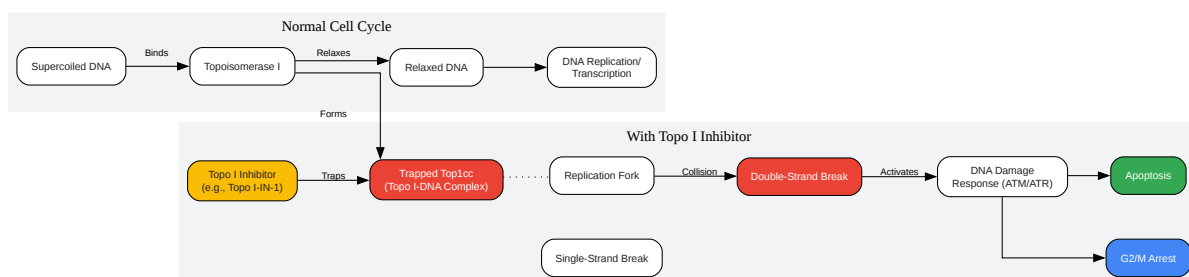 Normal Cell Cycle
Supercoiled DNA
Binds
Topoisomerase I
Relaxes
Relaxed DNA
DNA Replication/
Transcription
Forms
With Topo I Inhibitor
Topo I Inhibitor
(e.g., Topo I-IN-1)
Traps
Trapped Top1cc
(Topo I-DNA Complex)
Replication Fork
Collision
Double-Strand Break
Activates
DNA Damage
Response (ATM/ATR)
Apoptosis
Single-Strand Break
G2/M Arrest